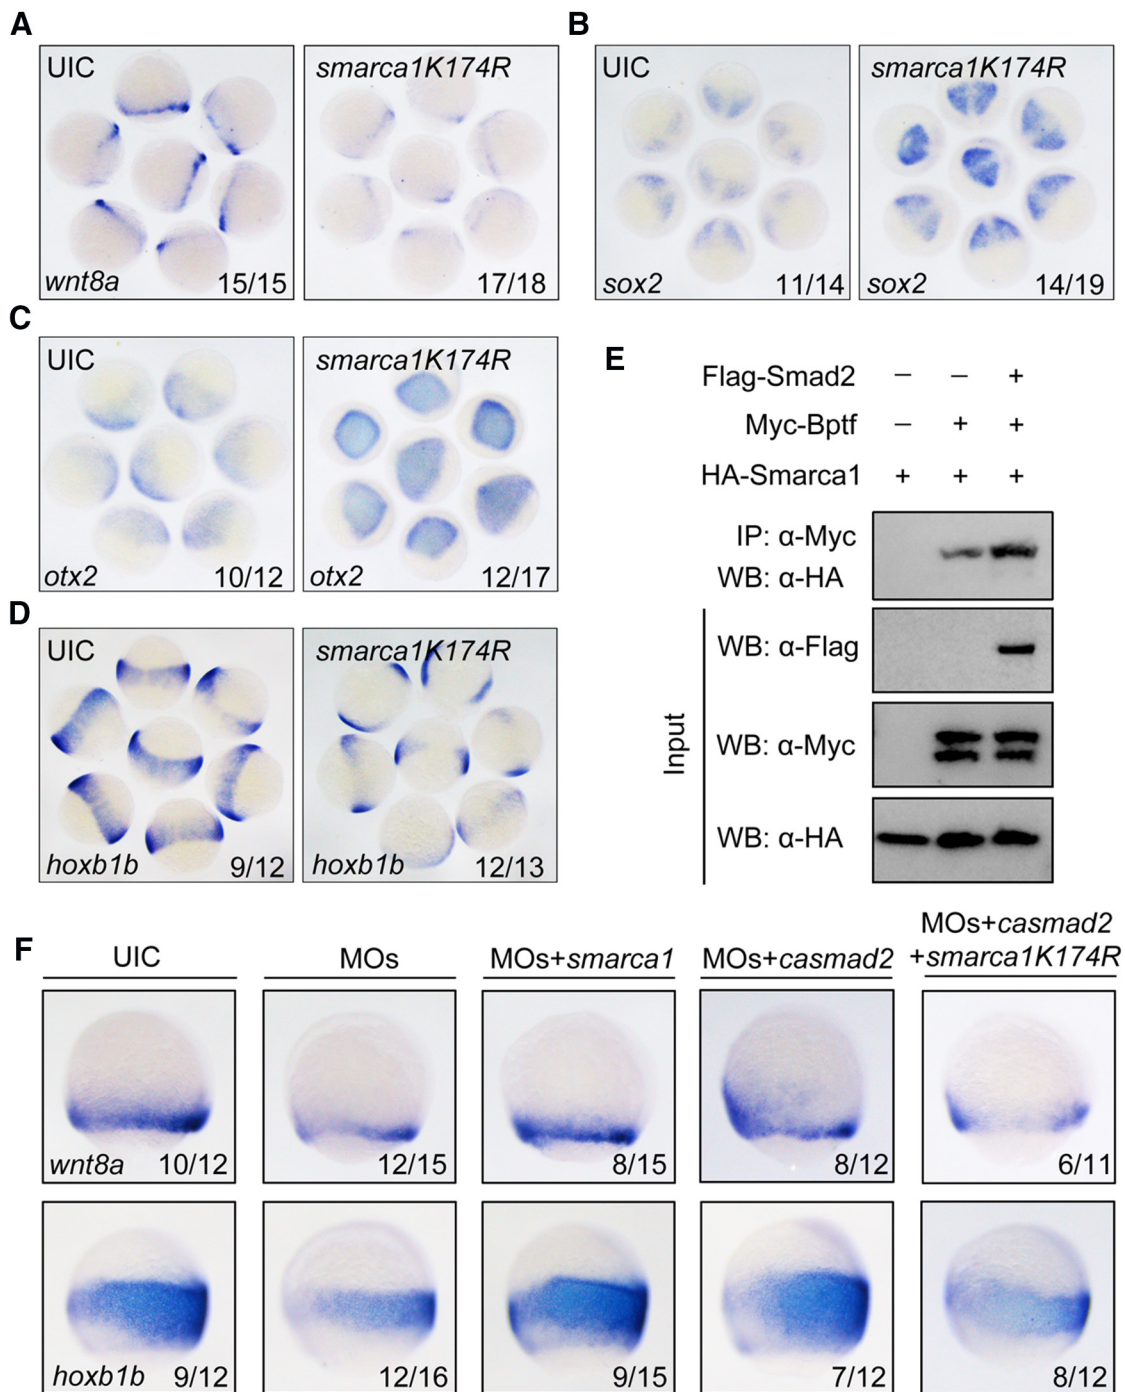 A
UIC
wnt8a 15/15
smarca1K174R
17/18
B
UIC
sox2 11/14
smarca1K174R
sox2 14/19
C
UIC
otx2 10/12
smarca1K174R
otx2 12/17
D
UIC
hoxb1b 9/12
smarca1K174R
hoxb1b 12/13
E
Flag-Smad2 – – +
Myc-Bptf – + +
HA-Smarca1 + + +
IP: α-Myc
WB: α-HA
Input
WB: α-Flag
WB: α-Myc
WB: α-HA
F
UIC
MOs
MOs+smarca1
MOs+casmad2
MOs+casmad2
+smarca1K174R
wnt8a 10/12
12/15
8/15
8/12
6/11
hoxb1b 9/12
12/16
9/15
7/12
8/12